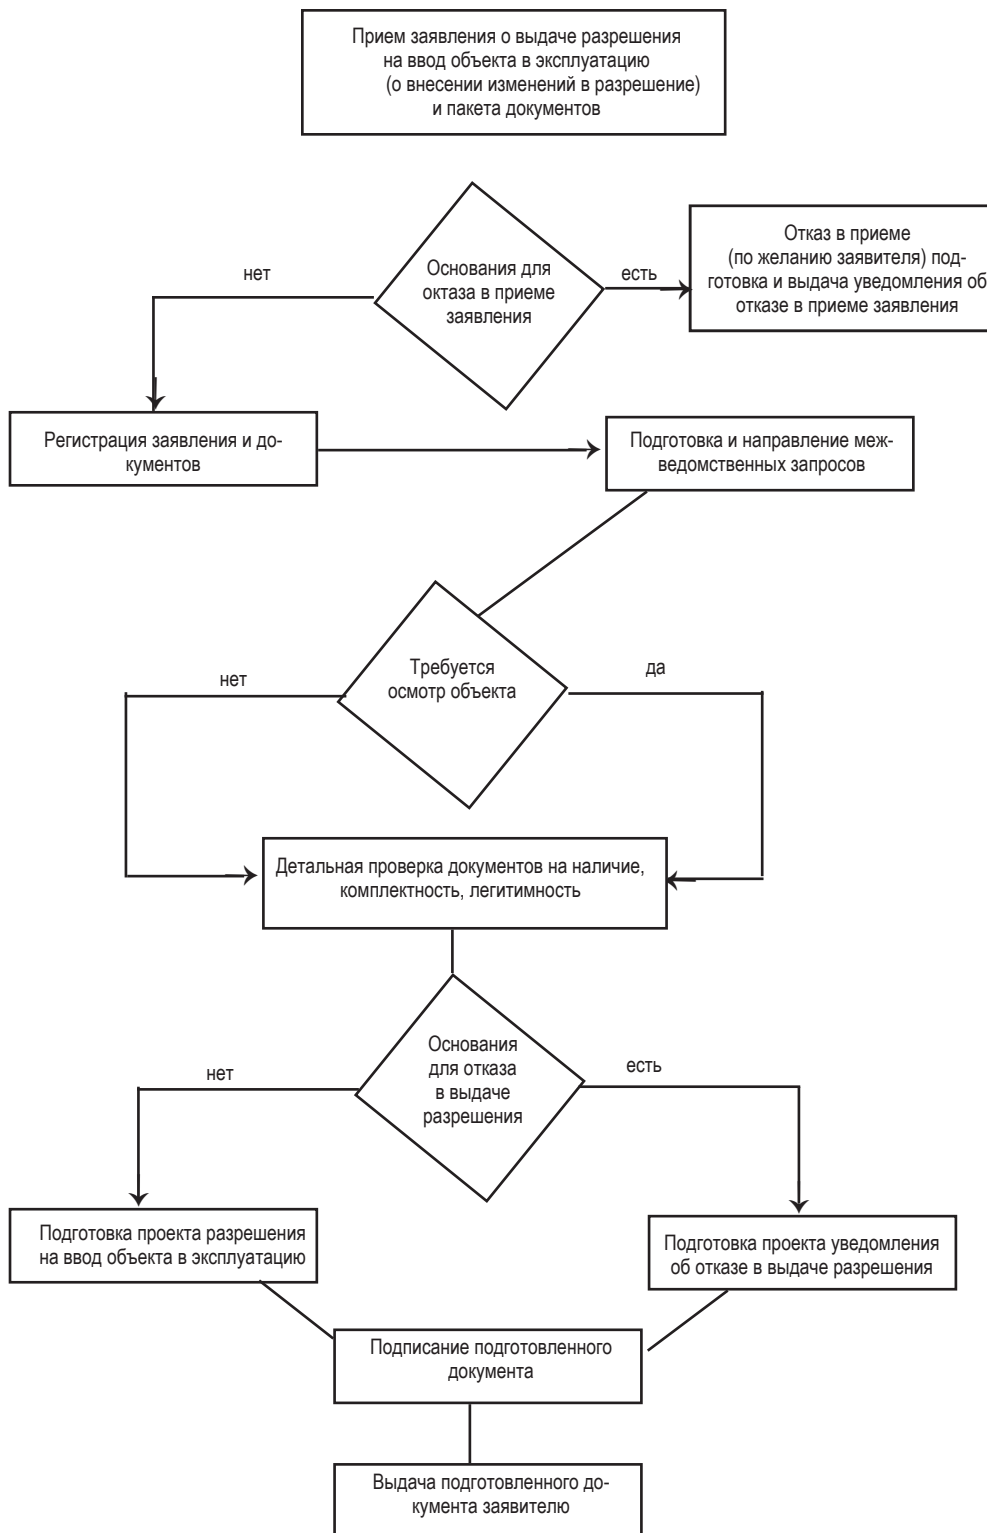 Прием заявления о выдаче разрешения
на ввод объекта в эксплуатацию
(о внесении изменений в разрешение)
и пакета документов
нет
Основания для
октаза в приеме
заявления
есть
Отказ в приеме
(по желанию заявителя) под-
готовка и выдача уведомления об
отказе в приеме заявления
Регистрация заявления и до-
кументов
Подготовка и направление меж-
ведомственных запросов
нет
Требуется
осмотр объекта
да
Детальная проверка документов на наличие,
комплектность, легитимность
нет
Основания
для отказа
в выдаче
разрешения
есть
Подготовка проекта разрешения
на ввод объекта в эксплуатацию
Подготовка проекта уведомления
об отказе в выдаче разрешения
Подписание подготовленного
документа
Выдача подготовленного до-
кумента заявителю